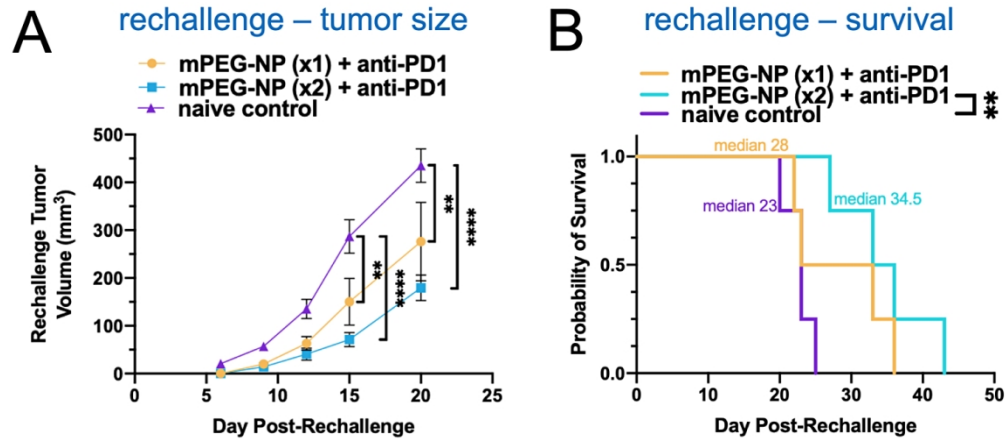 A
rechallenge – tumor size
mPEG-NP (x1) + anti-PD1
mPEG-NP (x2) + anti-PD1
naive control
500
400
300
200
100
0
Rechallenge Tumor
Volume (mm³)
**
****
**
****
0
5
10
15
20
25
Day Post-Rechallenge
B
rechallenge – survival
mPEG-NP (x1) + anti-PD1
mPEG-NP (x2) + anti-PD1
naive control
**
1.0
0.5
0.0
Probability of Survival
median 28
median 23
median 34.5
0
10
20
30
40
50
Day Post-Rechallenge